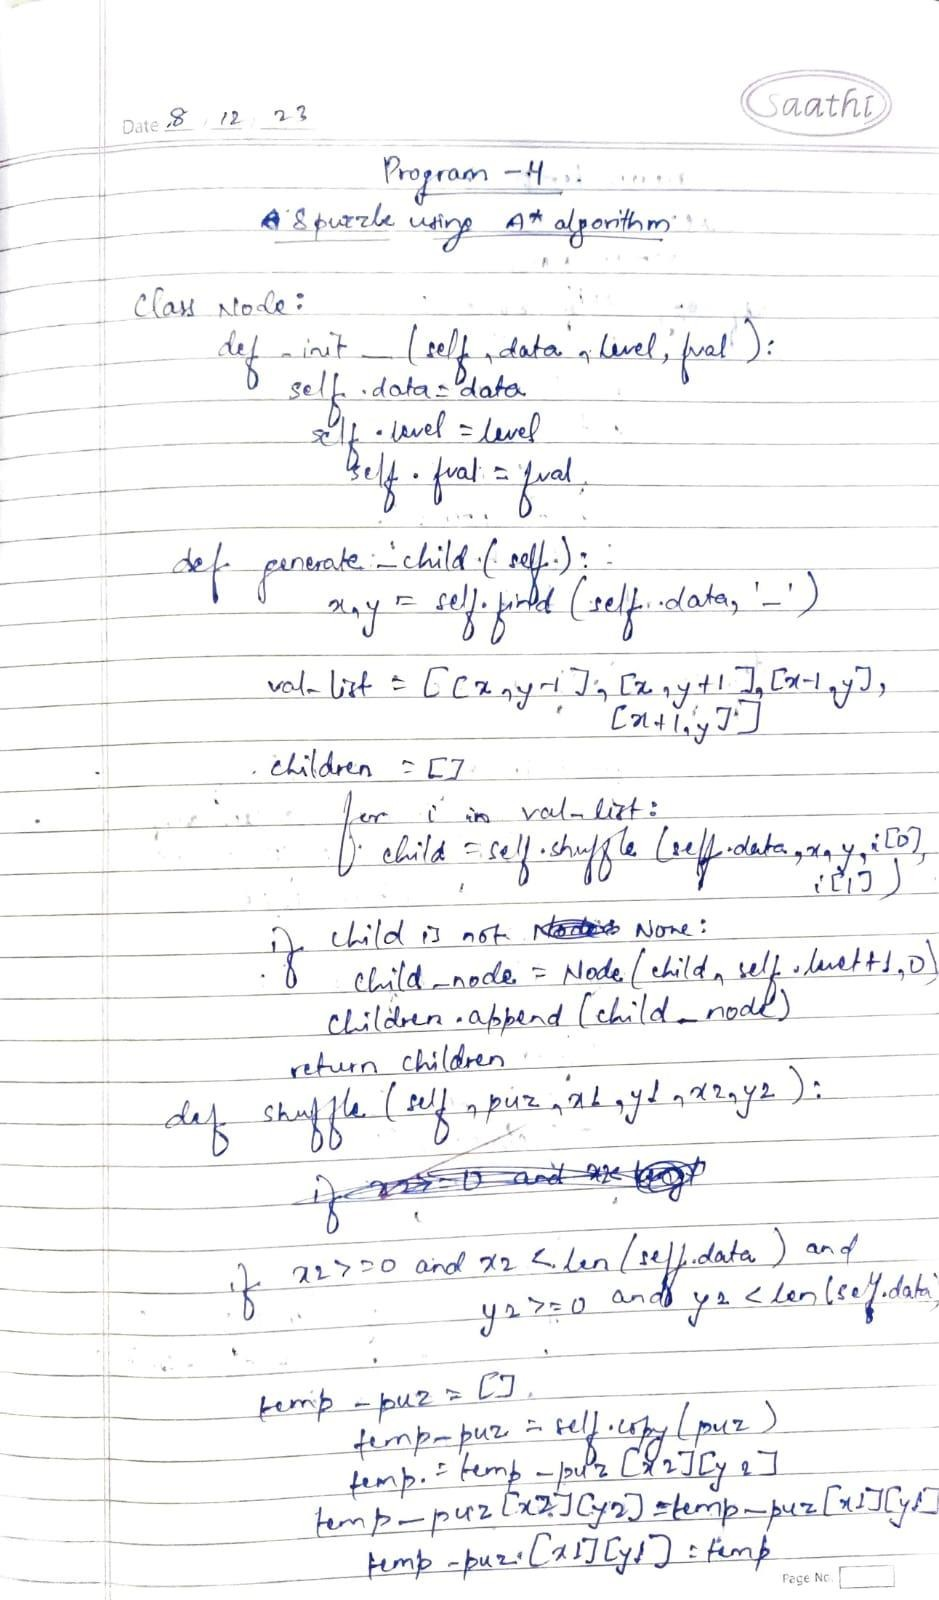 saathi
Date 8 12 23
Program - 4
8 puzzle using A* algorithm
Class Node:
def _init_ (self, data, level, fval):
self.data = data
self.level = level
self.fval = fval
def generate_child (self):
x,y = self.find (self.data, '_')
val_list = [[x,y-1], [x,y+1], [x-1,y],
[x+1,y]]
children = []
for i in val_list:
child = self.shuffle (self.data, x, y, i[0],
i[1])
if child is not None:
child_node = Node (child, self.level+1, 0)
children.append (child_node)
return children
def shuffle (self, puz, x1, y1, x2, y2):
if x2>=0 and x2 < len (self.data) and
y2>=0 and y2 < len (self.data)
temp_puz = []
temp_puz = self.copy (puz)
temp = temp_puz [x2][y2]
temp_puz [x2][y2] = temp_puz [x1][y1]
temp_puz [x1][y1] = temp
Page No.